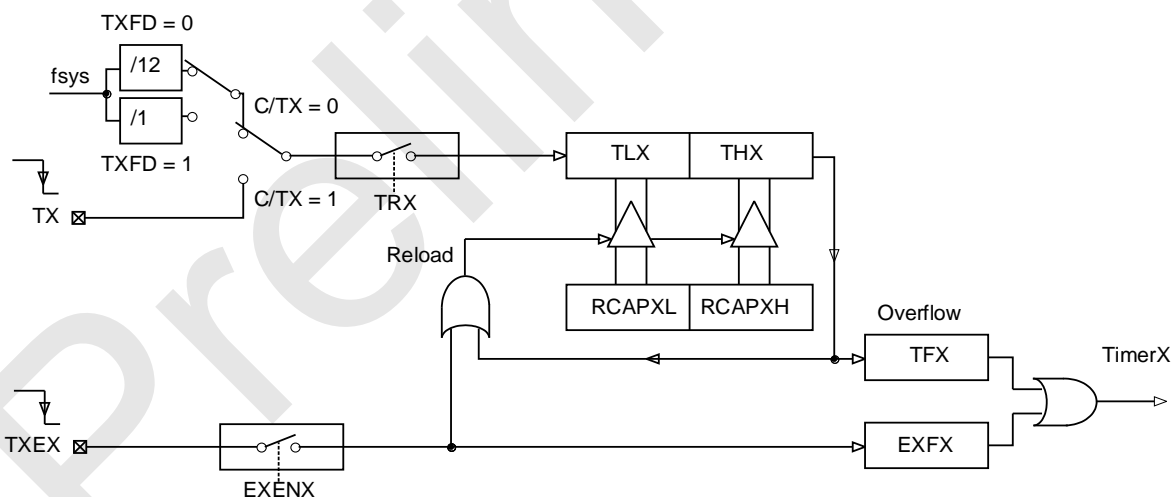 TXFD = 0
/12
fsys
C/TX = 0
/1
TXFD = 1
TLX
THX
TX
C/TX = 1
TRX
Reload
RCAPXL
RCAPXH
Overflow
TFX
TimerX
TXEX
EXFX
EXENX
Prelim